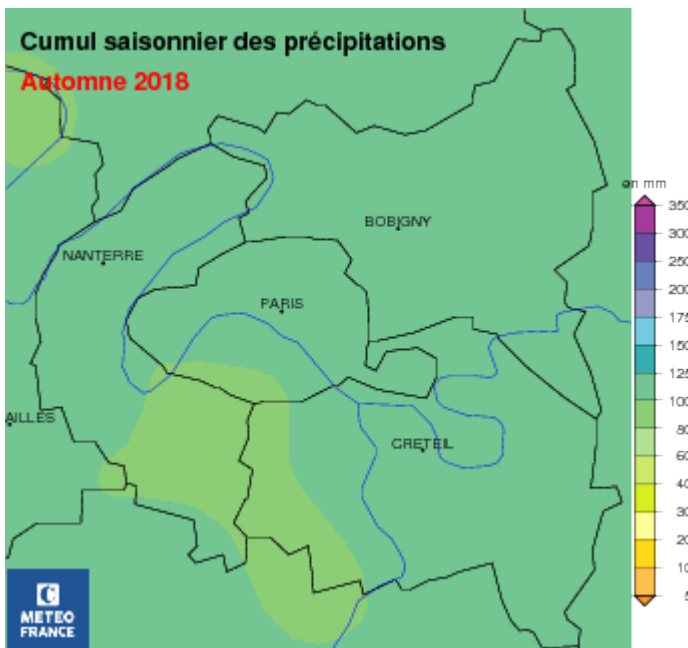 Cumul saisonnier des précipitations
Automne 2018
en mm
350
300
250
200
175
150
125
100
80
60
40
30
20
10
5
BOBIGNY
NANTERRE
PARIS
AILLES
CRETEIL
METEO
FRANCE